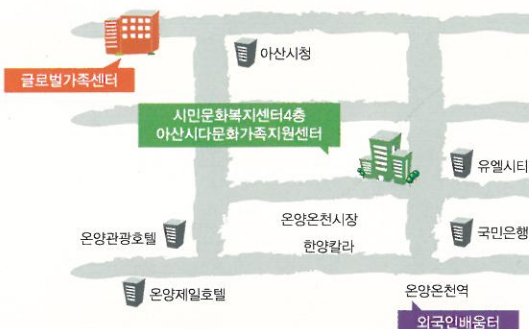 아산시청
글로벌가족센터
시민문화복지센터4층
아산시다문화가족지원센터
유엘시티
온양온천시장
한양칼라
온양관광호텔
국민은행
온양제일호텔
온양온천역
외국인배움터